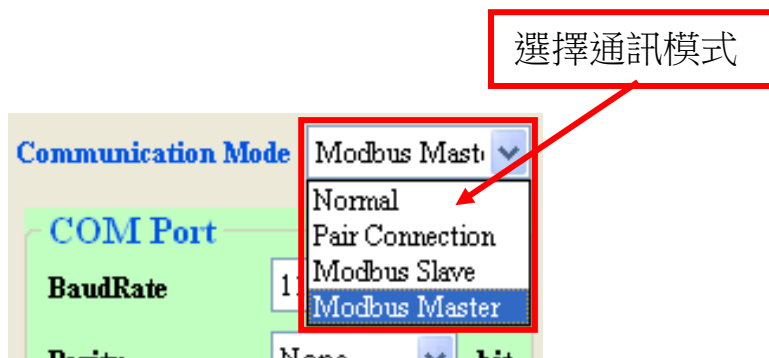 選擇通訊模式
Communication Mode Modbus Mast
Normal
COM Port
Pair Connection
Modbus Slave
BaudRate 1
Modbus Master
bit